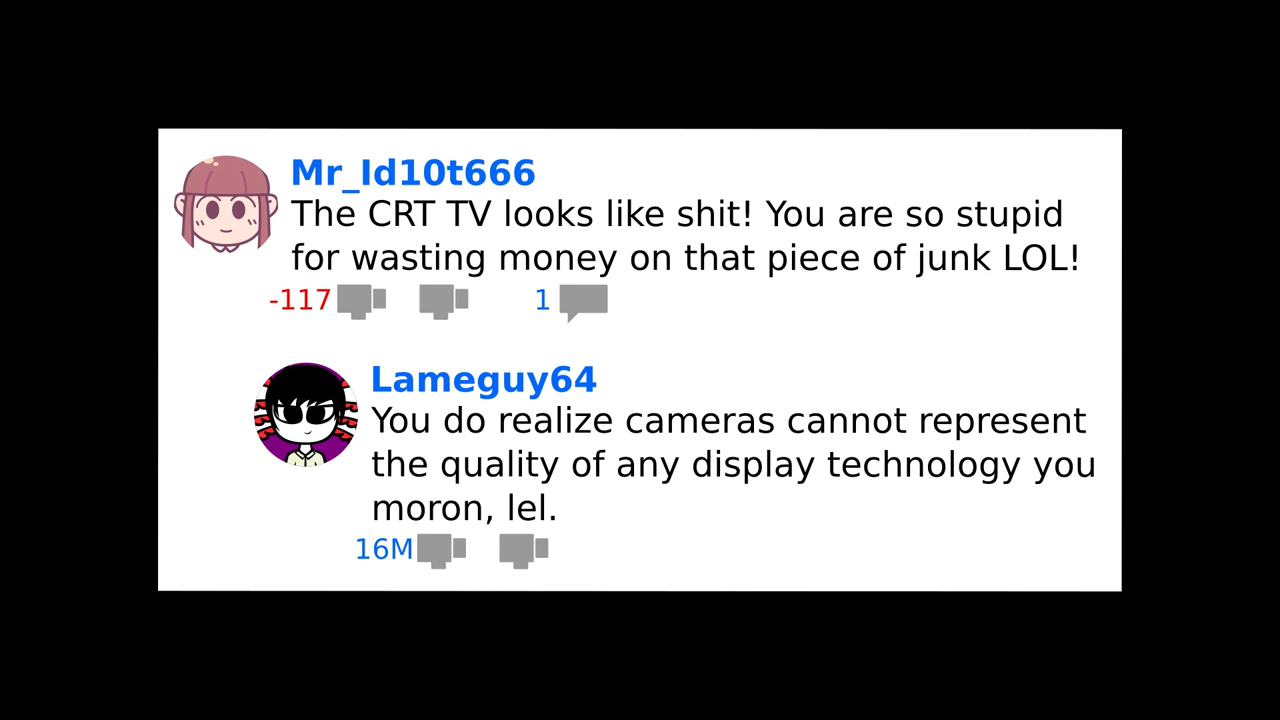 Mr_Id10t666
The CRT TV looks like shit! You are so stupid
for wasting money on that piece of junk LOL!
-117 1
Lameguy64
You do realize cameras cannot represent
the quality of any display technology you
moron, lel.
16M